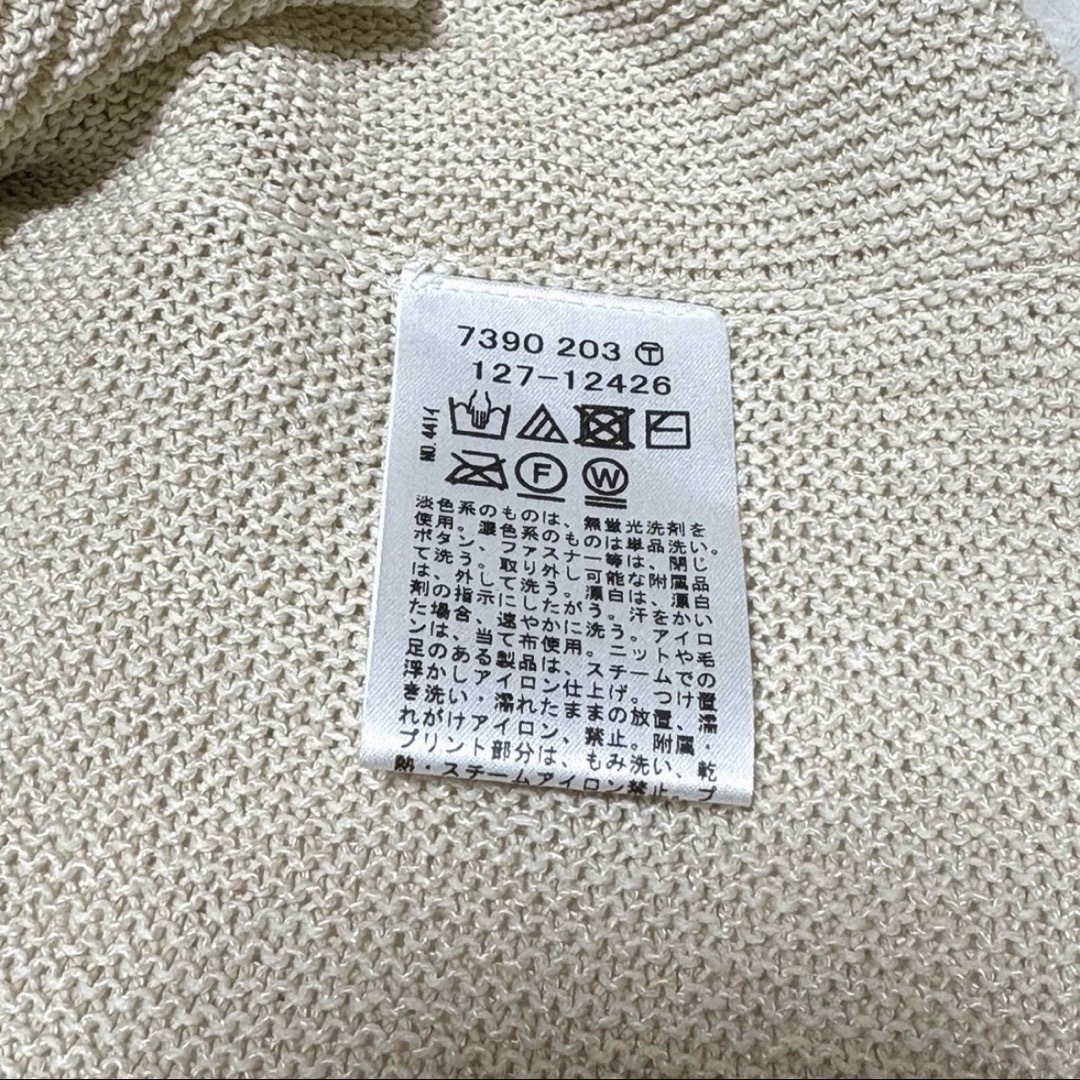 7390 203 Ⓣ
127-12426
NO. 441イ
F
W
淡色系のものは、無蛍光洗剤を
使用。濃色系のものは単品洗い。
ボタン、ファスナー等は、閉じ
て洗う。取り外し可能な附属品
は、外して洗う。漂白は、漂白
剤の指示にしたがう。汗をかい
た場合、速やかに洗う。アイロ
ンは、当て布使用。ニットや毛
足のある製品は、スチームでの
浮かしアイロン仕上げ。つけ置
き洗い・濡れたままの放置、濡
れがけアイロン、禁止。附属・
プリント部分は、もみ洗い、乾
熱・スチームアイロン禁止。プ